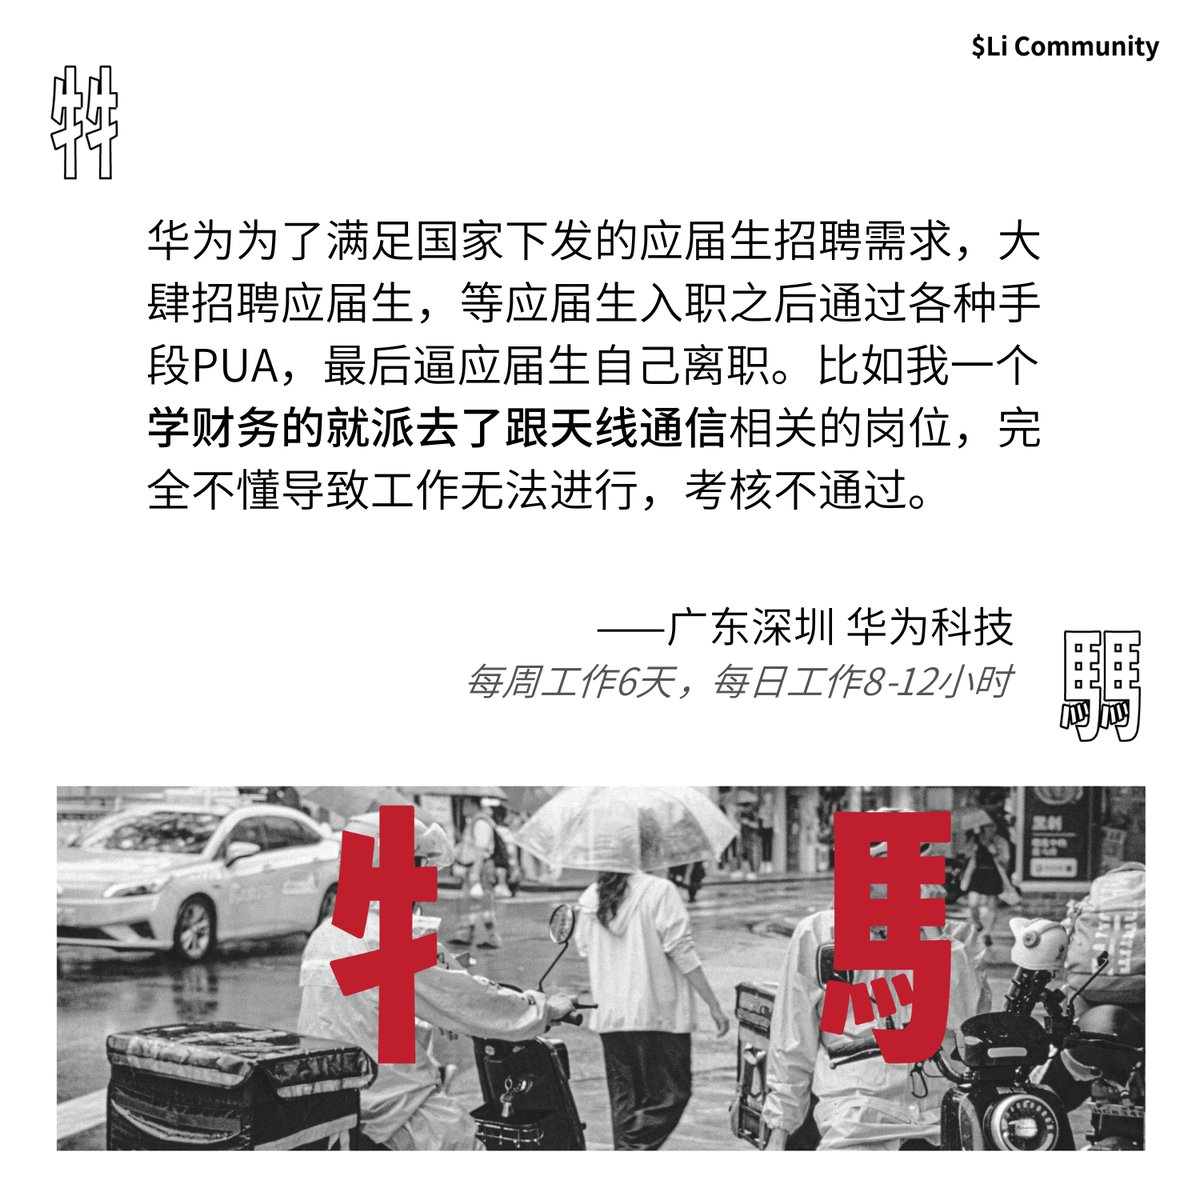 $Li Community
牜牜
华为为了满足国家下发的应届生招聘需求，大
肆招聘应届生，等应届生入职之后通过各种手
段PUA，最后逼应届生自己离职。比如我一个
学财务的就派去了跟天线通信相关的岗位，完
全不懂导致工作无法进行，考核不通过。
——广东深圳 华为科技
每周工作6天，每日工作8-12小时
馬馬
牜 馬